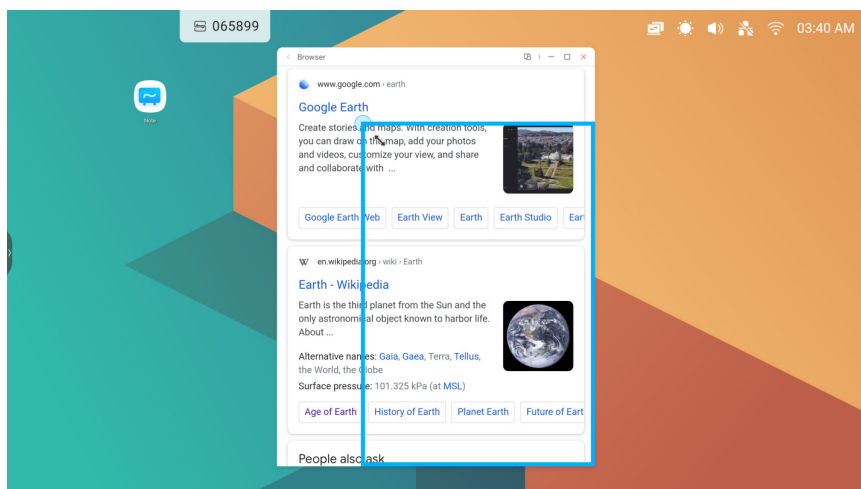 065899
03:40 AM
Note
Browser
www.google.com › earth
Google Earth
Create stories and maps. With creation tools,
you can draw on the map, add your photos
and videos, customize your view, and share
and collaborate with ...
Google Earth Web
Earth View
Earth
Earth Studio
Eart
W en.wikipedia.org › wiki › Earth
Earth - Wikipedia
Earth is the third planet from the Sun and the
only astronomical object known to harbor life.
About ...
Alternative names: Gaia, Gaea, Terra, Tellus,
the World, the Globe
Surface pressure: 101.325 kPa (at MSL)
Age of Earth
History of Earth
Planet Earth
Future of Eart
People also ask